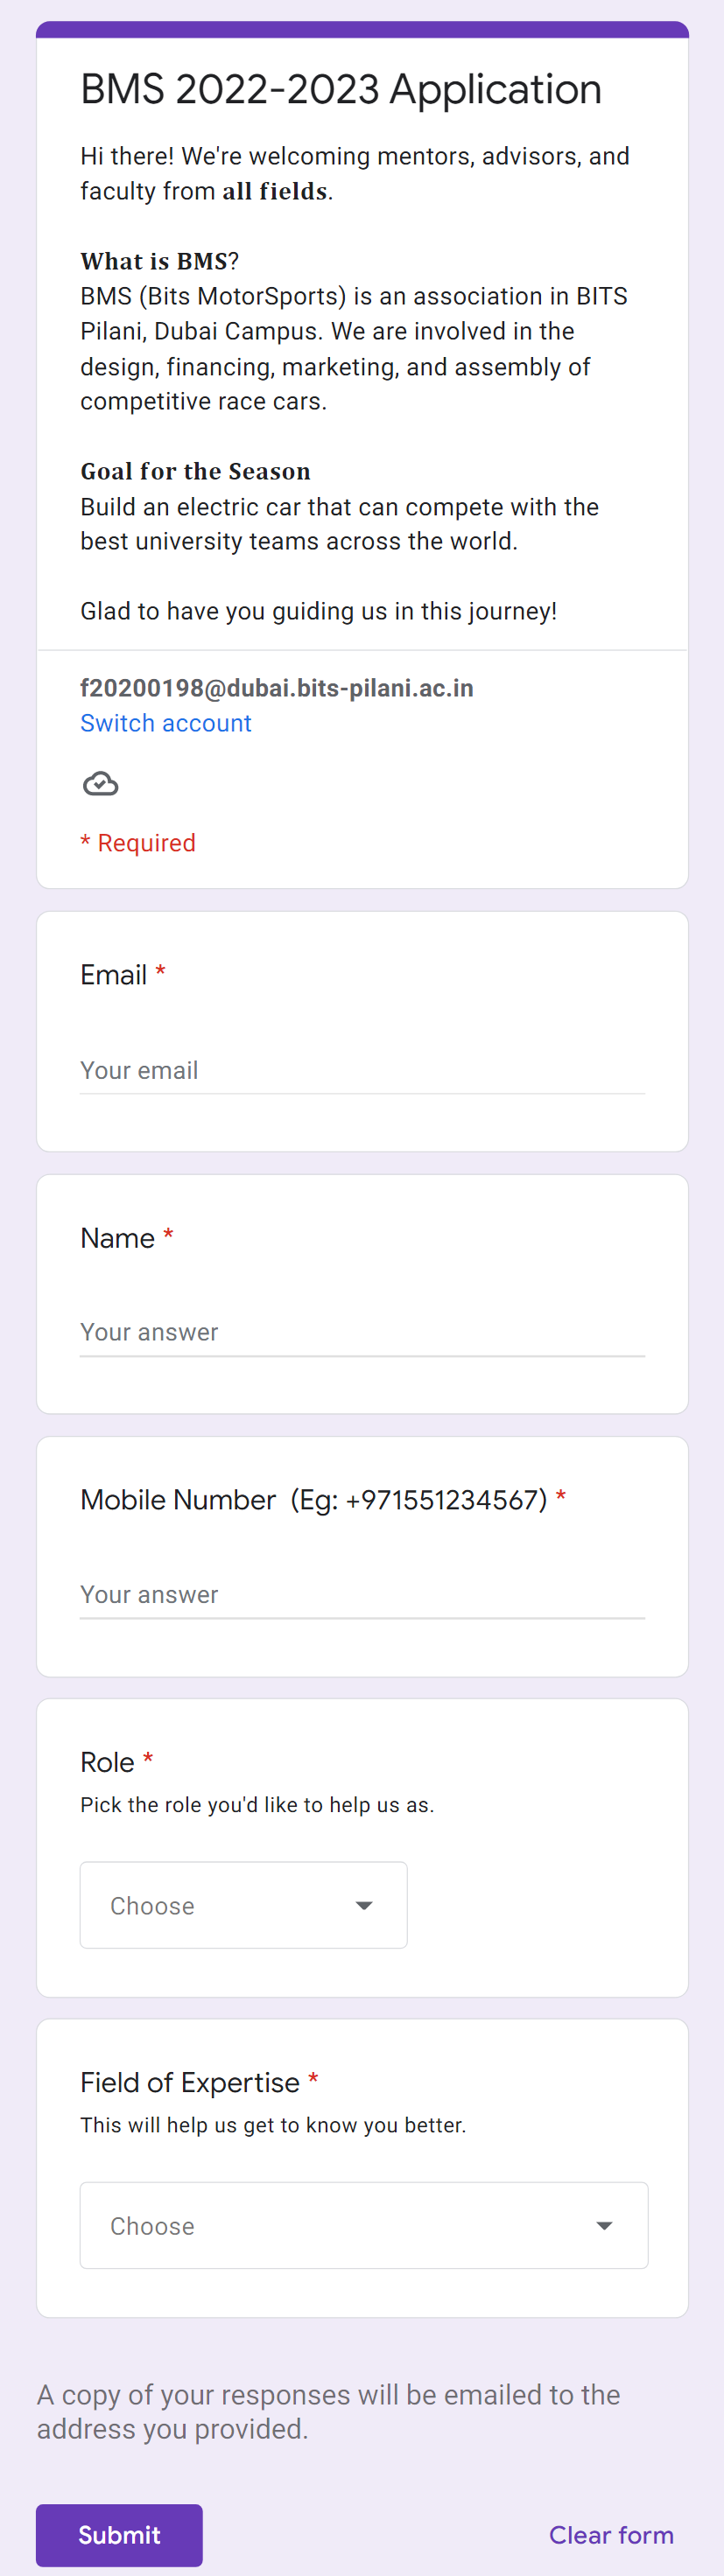 BMS 2022-2023 Application
Hi there! We're welcoming mentors, advisors, and
faculty from all fields.
What is BMS?
BMS (Bits MotorSports) is an association in BITS
Pilani, Dubai Campus. We are involved in the
design, financing, marketing, and assembly of
competitive race cars.
Goal for the Season
Build an electric car that can compete with the
best university teams across the world.
Glad to have you guiding us in this journey!
f20200198@dubai.bits-pilani.ac.in
Switch account
* Required
Email *
Your email
Name *
Your answer
Mobile Number  (Eg: +971551234567) *
Your answer
Role *
Pick the role you'd like to help us as.
Choose
Field of Expertise *
This will help us get to know you better.
Choose
A copy of your responses will be emailed to the
address you provided.
Submit
Clear form